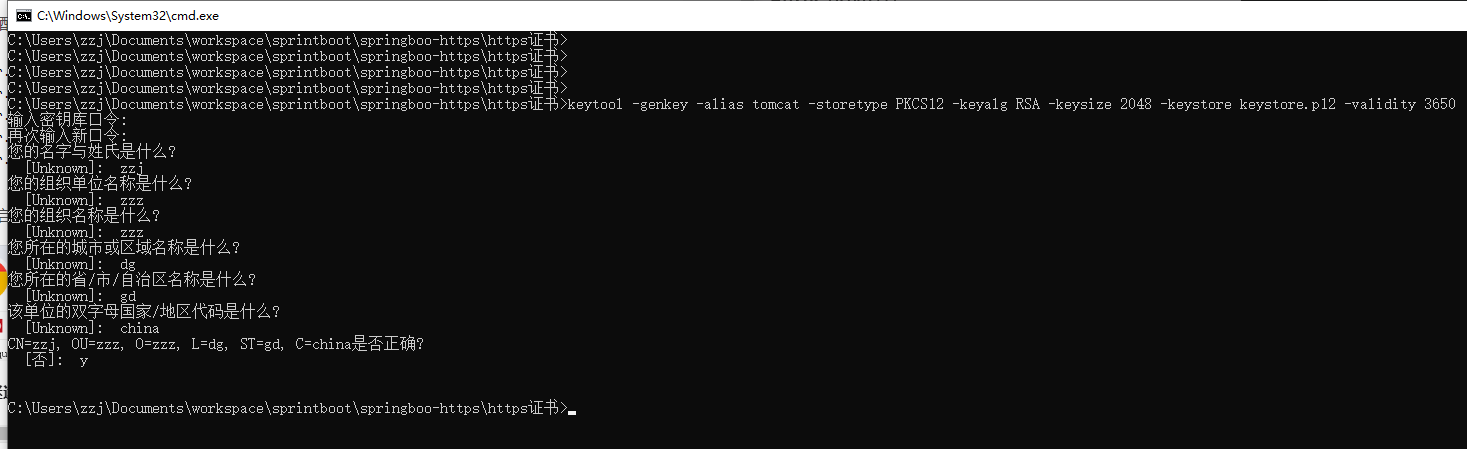 C:\Windows\System32\cmd.exe
C:\Users\zzj\Documents\workspace\sprintboot\springboo-https\https证书>
C:\Users\zzj\Documents\workspace\sprintboot\springboo-https\https证书>
C:\Users\zzj\Documents\workspace\sprintboot\springboo-https\https证书>
C:\Users\zzj\Documents\workspace\sprintboot\springboo-https\https证书>
C:\Users\zzj\Documents\workspace\sprintboot\springboo-https\https证书>keytool -genkey -alias tomcat -storetype PKCS12 -keyalg RSA -keysize 2048 -keystore keystore.p12 -validity 3650
输入密钥库口令:
再次输入新口令:
您的名字与姓氏是什么?
[Unknown]: zzj
您的组织单位名称是什么?
[Unknown]: zzz
您的组织名称是什么?
[Unknown]: zzz
您所在的城市或区域名称是什么?
[Unknown]: dg
您所在的省/市/自治区名称是什么?
[Unknown]: gd
该单位的双字母国家/地区代码是什么?
[Unknown]: china
CN=zzj, OU=zzz, O=zzz, L=dg, ST=gd, C=china是否正确?
[否]: y
C:\Users\zzj\Documents\workspace\sprintboot\springboo-https\https证书>